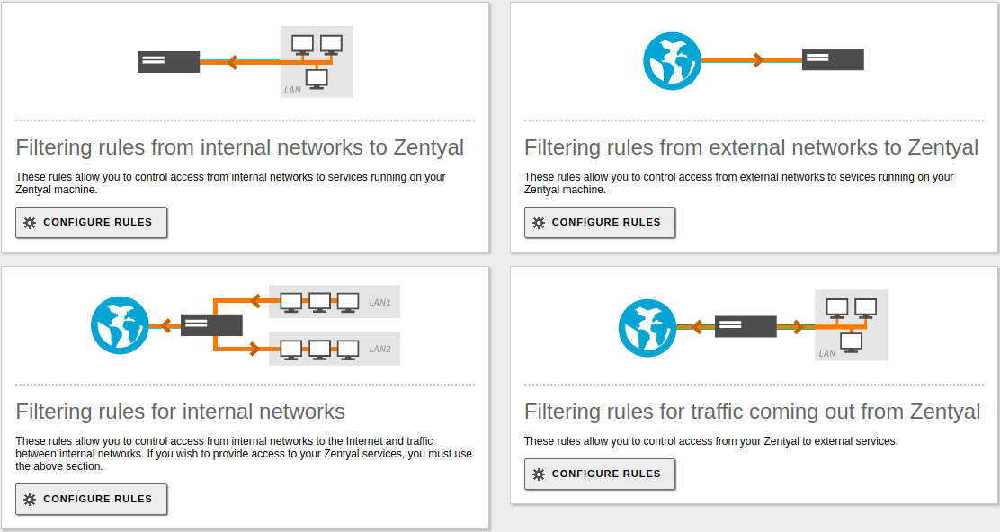 LAN
Filtering rules from internal networks to Zentyal
These rules allow you to control access from internal networks to services running on your
Zentyal machine.
CONFIGURE RULES
Filtering rules from external networks to Zentyal
These rules allow you to control access from external networks to sevices running on your
Zentyal machine.
CONFIGURE RULES
LAN1
LAN2
Filtering rules for internal networks
These rules allow you to control access from internal networks to the Internet and traffic
between internal networks. If you wish to provide access to your Zentyal services, you must use
the above section.
CONFIGURE RULES
LAN
Filtering rules for traffic coming out from Zentyal
These rules allow you to control access from your Zentyal to external services.
CONFIGURE RULES